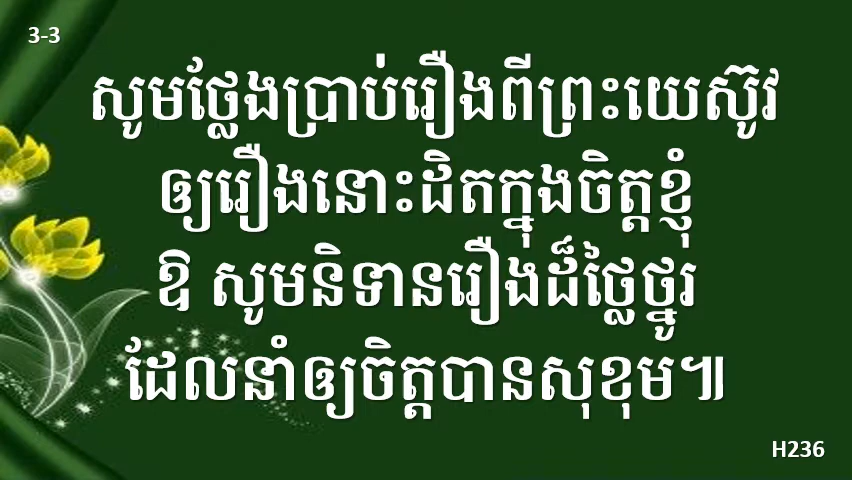 3-3
សូមថ្លែងប្រាប់រឿងពីព្រះយេស៊ូវ
ឲ្យរឿងនោះដិតក្នុងចិត្តខ្ញុំ
ឱ សូមនិទានរឿងដ៏ថ្លៃថ្នូរ
ដែលនាំឲ្យចិត្តបានសុខុម៕
H236